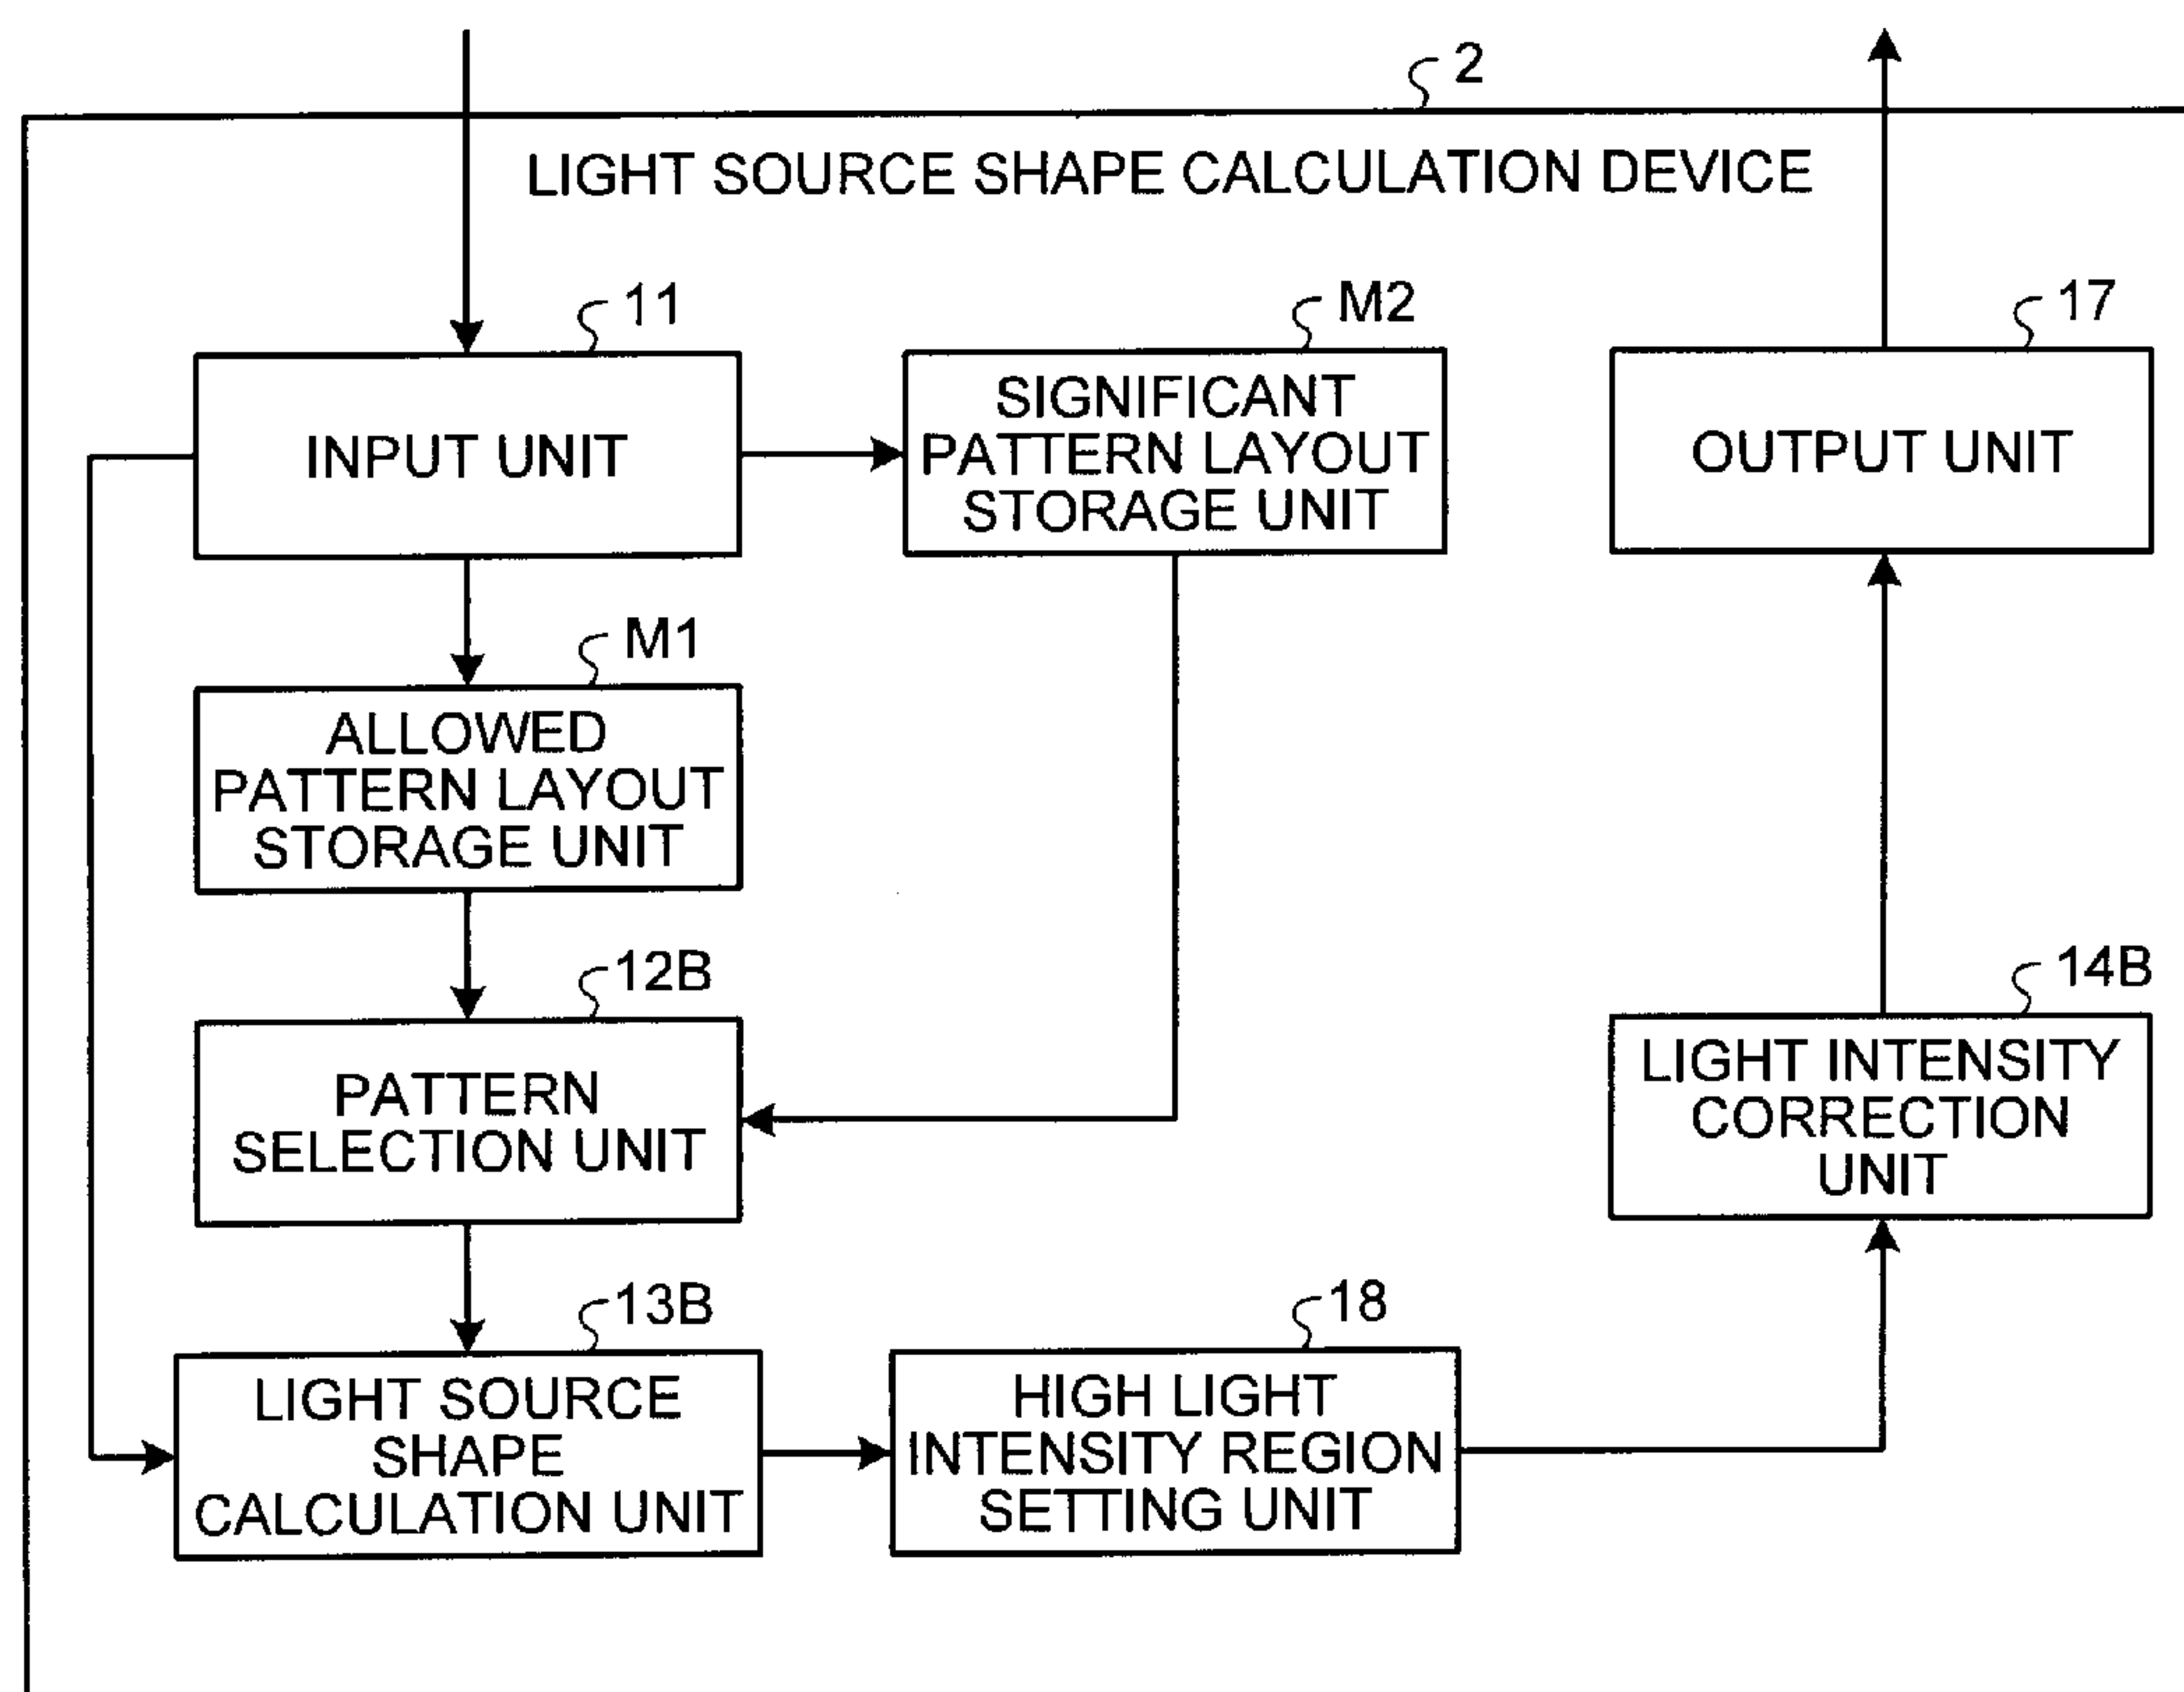 2
LIGHT SOURCE SHAPE CALCULATION DEVICE
11
INPUT UNIT
M2
SIGNIFICANT
PATTERN LAYOUT
STORAGE UNIT
17
OUTPUT UNIT
M1
ALLOWED
PATTERN LAYOUT
STORAGE UNIT
12B
PATTERN
SELECTION UNIT
14B
LIGHT INTENSITY
CORRECTION
UNIT
13B
LIGHT SOURCE
SHAPE
CALCULATION UNIT
18
HIGH LIGHT
INTENSITY REGION
SETTING UNIT